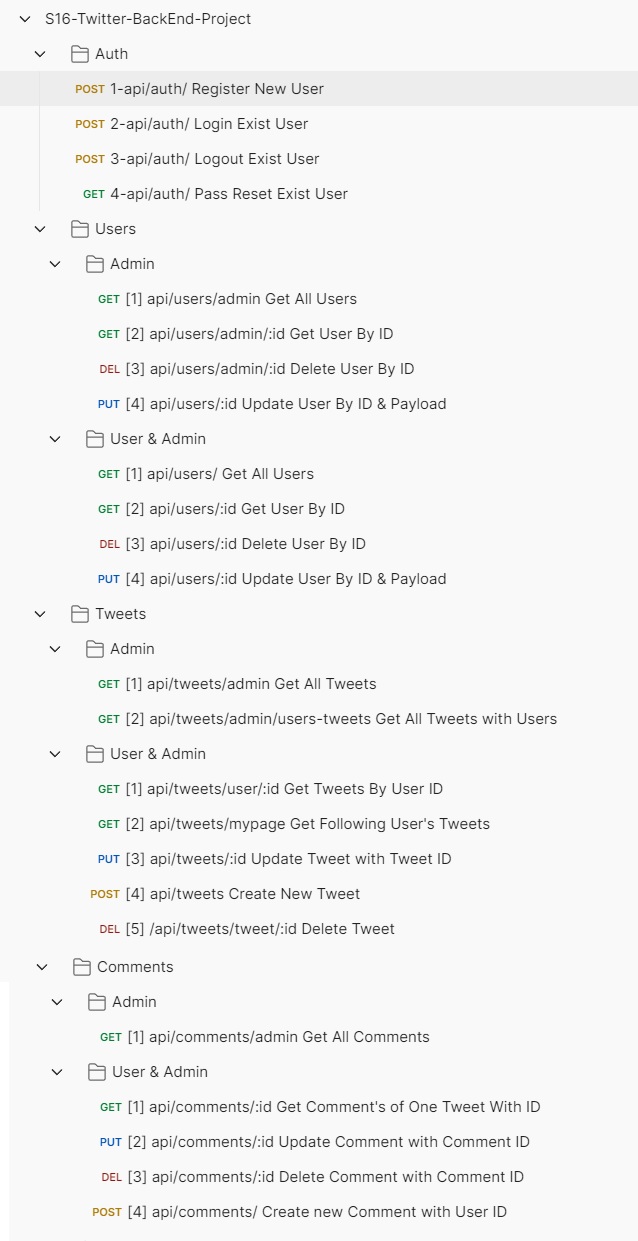 S16-Twitter-BackEnd-Project
Auth
POST 1-api/auth/ Register New User
POST 2-api/auth/ Login Exist User
POST 3-api/auth/ Logout Exist User
GET 4-api/auth/ Pass Reset Exist User
Users
Admin
GET [1] api/users/admin Get All Users
GET [2] api/users/admin/:id Get User By ID
DEL [3] api/users/admin/:id Delete User By ID
PUT [4] api/users/:id Update User By ID & Payload
User & Admin
GET [1] api/users/ Get All Users
GET [2] api/users/:id Get User By ID
DEL [3] api/users/:id Delete User By ID
PUT [4] api/users/:id Update User By ID & Payload
Tweets
Admin
GET [1] api/tweets/admin Get All Tweets
GET [2] api/tweets/admin/users-tweets Get All Tweets with Users
User & Admin
GET [1] api/tweets/user/:id Get Tweets By User ID
GET [2] api/tweets/mypage Get Following User's Tweets
PUT [3] api/tweets/:id Update Tweet with Tweet ID
POST [4] api/tweets Create New Tweet
DEL [5] /api/tweets/tweet/:id Delete Tweet
Comments
Admin
GET [1] api/comments/admin Get All Comments
User & Admin
GET [1] api/comments/:id Get Comment's of One Tweet With ID
PUT [2] api/comments/:id Update Comment with Comment ID
DEL [3] api/comments/:id Delete Comment with Comment ID
POST [4] api/comments/ Create new Comment with User ID